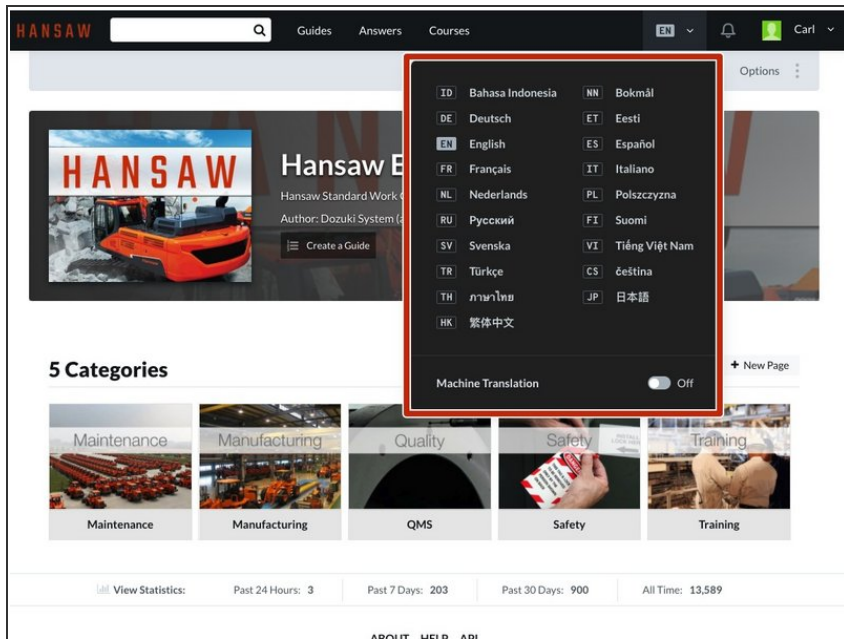 HANSAW
Guides Answers Courses EN Carl
Options
ID Bahasa Indonesia NN Bokmål
DE Deutsch ET Eesti
EN English ES Español
FR Français IT Italiano
NL Nederlands PL Polszczyzna
RU Русский FI Suomi
SV Svenska VI Tiếng Việt Nam
TR Türkçe CS čeština
TH ภาษาไทย JP 日本語
HK 繁体中文
Machine Translation Off
HANSAW
Hansaw E
Hansaw Standard Work
Author: Dozuki System (a
Create a Guide
5 Categories
+ New Page
Maintenance Manufacturing Quality Safety Training
Maintenance Manufacturing QMS Safety Training
View Statistics: Past 24 Hours: 3 Past 7 Days: 203 Past 30 Days: 900 All Time: 13,589
ABOUT HELP API